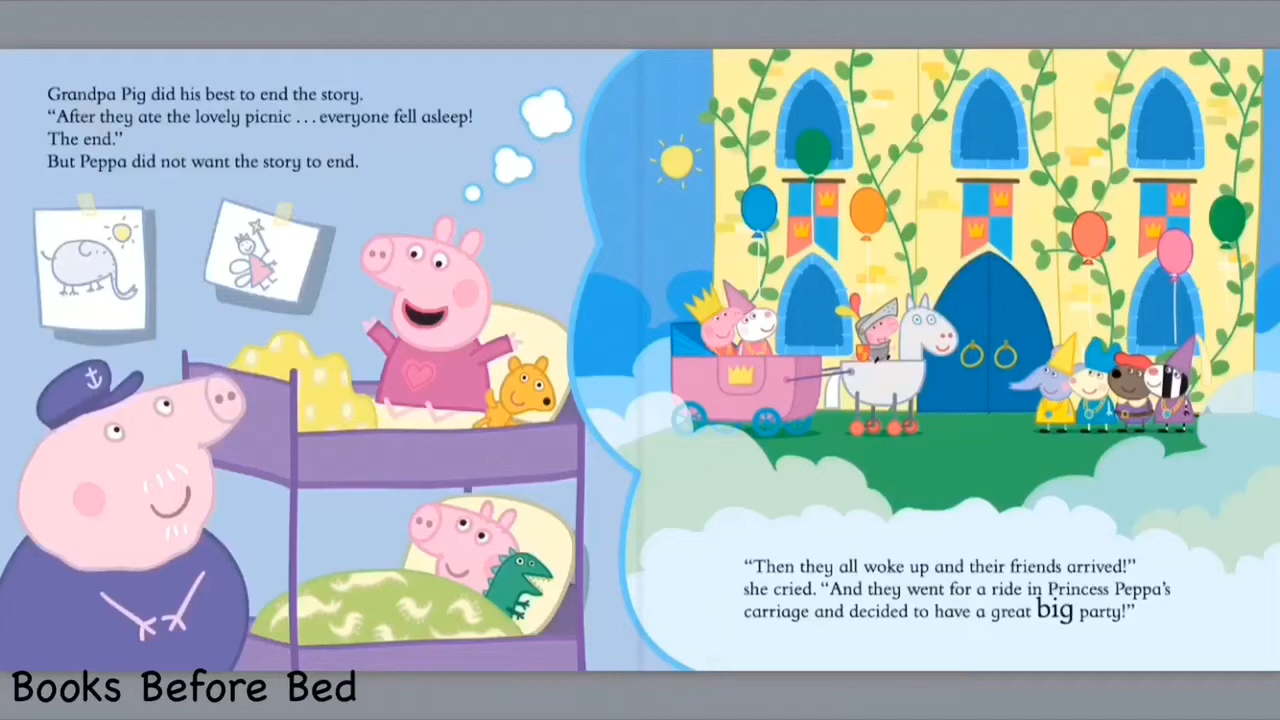 Grandpa Pig did his best to end the story.
“After they ate the lovely picnic ... everyone fell asleep!
The end.”
But Peppa did not want the story to end.
“Then they all woke up and their friends arrived!”
she cried. “And they went for a ride in Princess Peppa’s
carriage and decided to have a great big party!”
Books Before Bed